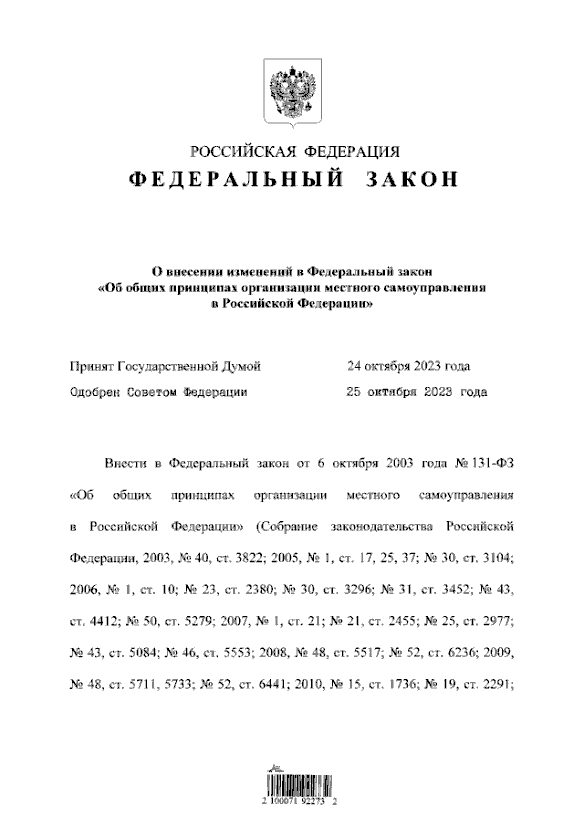 РОССИЙСКАЯ ФЕДЕРАЦИЯ
ФЕДЕРАЛЬНЫЙ ЗАКОН
О внесении изменений в Федеральный закон
«Об общих принципах организации местного самоуправления
в Российской Федерации»
Принят Государственной Думой 24 октября 2023 года
Одобрен Советом Федерации 25 октября 2023 года
Внести в Федеральный закон от 6 октября 2003 года № 131-ФЗ
«Об общих принципах организации местного самоуправления
в Российской Федерации» (Собрание законодательства Российской
Федерации, 2003, № 40, ст. 3822; 2005, № 1, ст. 17, 25, 37; № 30, ст. 3104;
2006, № 1, ст. 10; № 23, ст. 2380; № 30, ст. 3296; № 31, ст. 3452; № 43,
ст. 4412; № 50, ст. 5279; 2007, № 1, ст. 21; № 21, ст. 2455; № 25, ст. 2977;
№ 43, ст. 5084; № 46, ст. 5553; 2008, № 48, ст. 5517; № 52, ст. 6236; 2009,
№ 48, ст. 5711, 5733; № 52, ст. 6441; 2010, № 15, ст. 1736; № 19, ст. 2291;
2 100071 92273 2